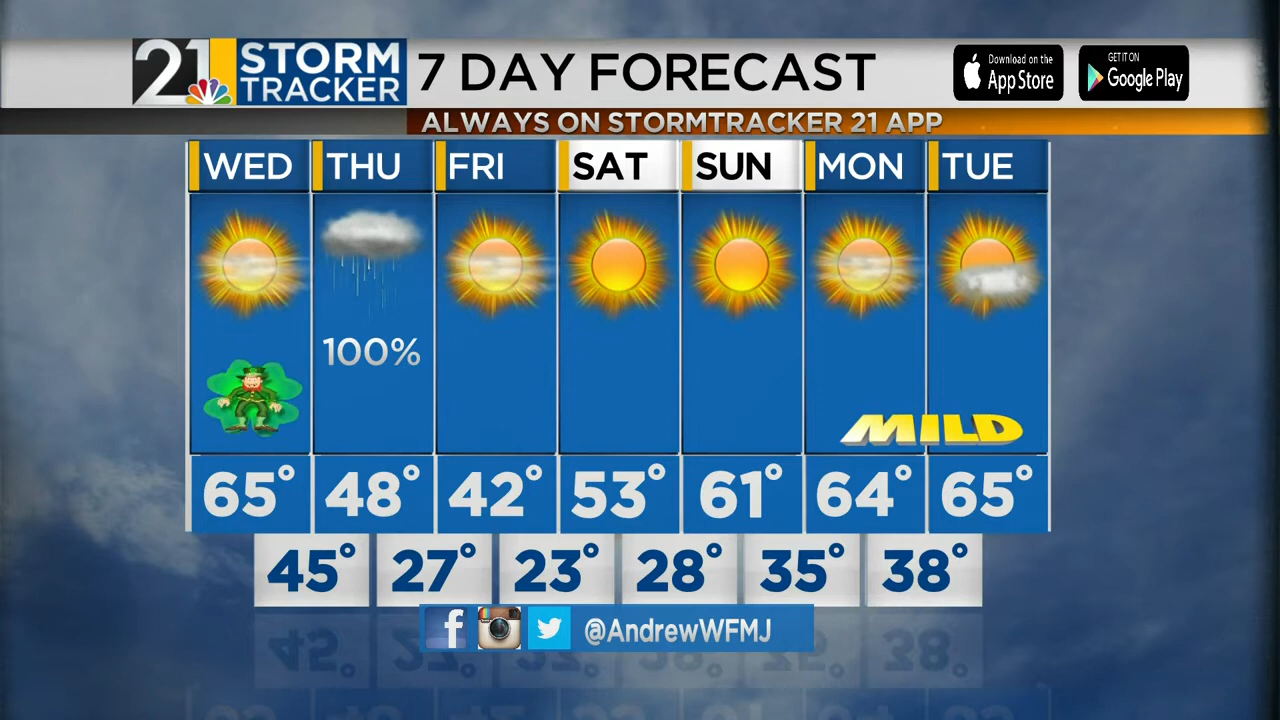 21 STORM TRACKER
7 DAY FORECAST
Download on the App Store
GET IT ON Google Play
ALWAYS ON STORMTRACKER 21 APP
WED THU FRI SAT SUN MON TUE
100%
MILD
65° 48° 42° 53° 61° 64° 65°
45° 27° 23° 28° 35° 38°
f @AndrewWFMJ